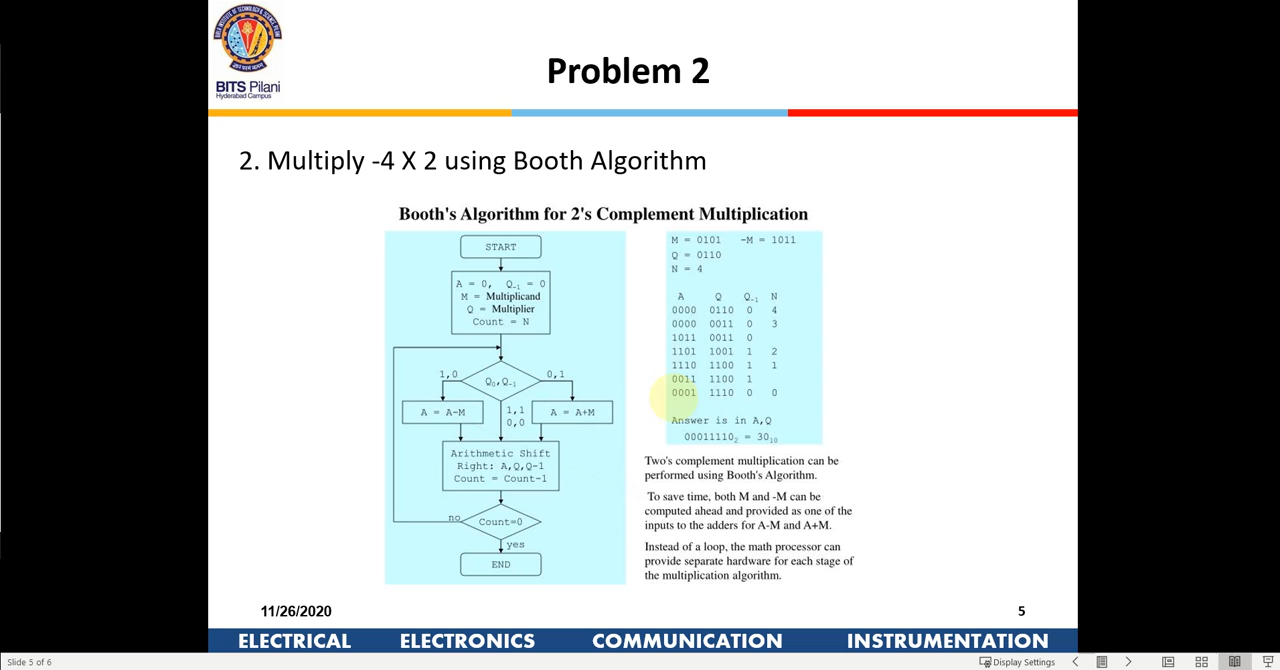 BITS Pilani
Hyderabad Campus
Problem 2
2. Multiply -4 X 2 using Booth Algorithm
Booth's Algorithm for 2's Complement Multiplication
START
A = 0, Q-1 = 0
M = Multiplicand
Q = Multiplier
Count = N
1,0
Q0,Q-1
0,1
A = A-M
1,1
0,0
A = A+M
Arithmetic Shift
Right: A,Q,Q-1
Count = Count-1
no
Count=0
yes
END
M = 0101 -M = 1011
Q = 0110
N = 4
A Q Q-1 N
0000 0110 0 4
0000 0011 0 3
1011 0011 0
1101 1001 1 2
1110 1100 1 1
0011 1100 1
0001 1110 0 0
Answer is in A,Q
00011110₂ = 30₁₀
Two's complement multiplication can be
performed using Booth's Algorithm.
To save time, both M and -M can be
computed ahead and provided as one of the
inputs to the adders for A-M and A+M.
Instead of a loop, the math processor can
provide separate hardware for each stage of
the multiplication algorithm.
11/26/2020
5
ELECTRICAL ELECTRONICS COMMUNICATION INSTRUMENTATION
Slide 5 of 6
Display Settings